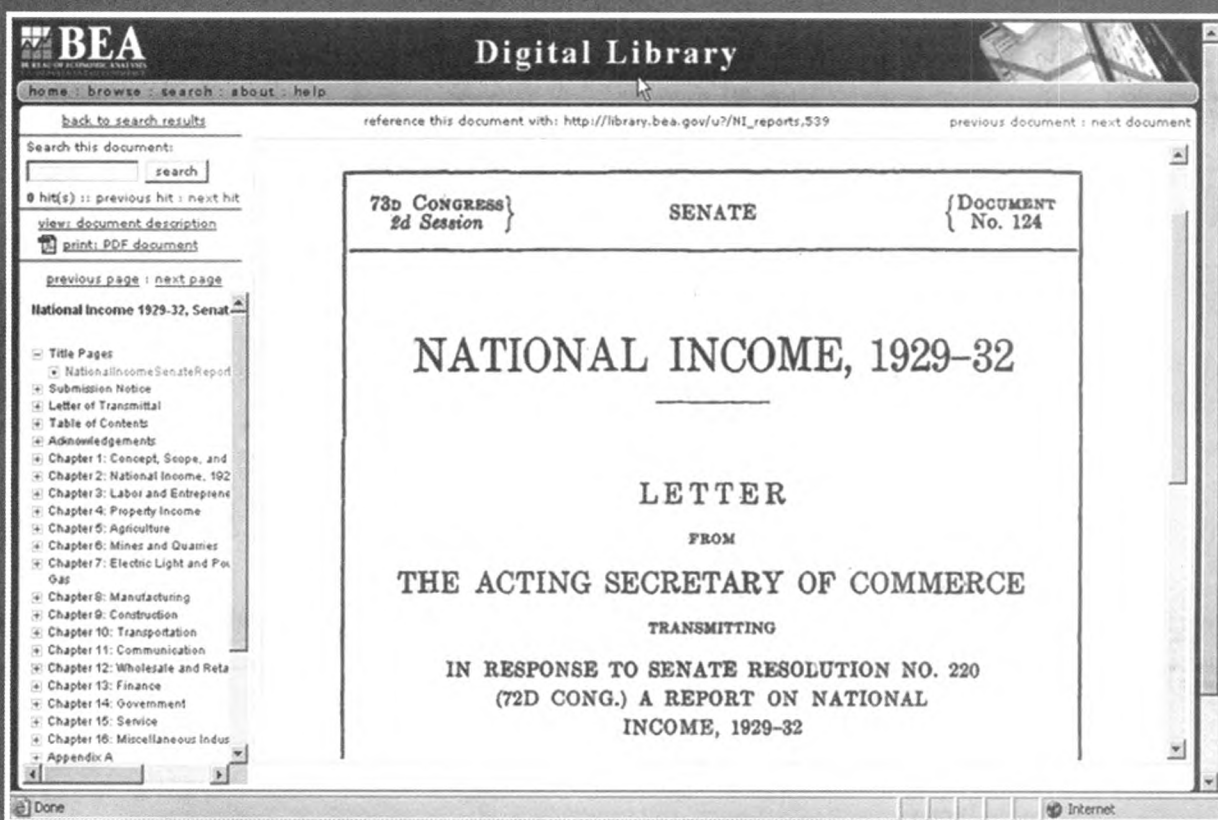 BEA
BUREAU OF ECONOMIC ANALYSIS
Digital Library
home : browse : search : about : help
back to search results
reference this document with: http://library.bea.gov/u?/NI_reports,539
previous document : next document
Search this document:
search
0 hit(s) :: previous hit : next hit
view: document description
print: PDF document
previous page : next page
National Income 1929-32, Senat
Title Pages
NationalIncomeSenateReport
Submission Notice
Letter of Transmittal
Table of Contents
Acknowledgements
Chapter 1: Concept, Scope, and
Chapter 2: National Income, 192
Chapter 3: Labor and Entreprene
Chapter 4: Property Income
Chapter 5: Agriculture
Chapter 6: Mines and Quarries
Chapter 7: Electric Light and Po
Gas
Chapter 8: Manufacturing
Chapter 9: Construction
Chapter 10: Transportation
Chapter 11: Communication
Chapter 12: Wholesale and Reta
Chapter 13: Finance
Chapter 14: Government
Chapter 15: Service
Chapter 16: Miscellaneous Indus
Appendix A
73D CONGRESS
2d Session
SENATE
DOCUMENT
No. 124
NATIONAL INCOME, 1929–32
LETTER
FROM
THE ACTING SECRETARY OF COMMERCE
TRANSMITTING
IN RESPONSE TO SENATE RESOLUTION NO. 220
(72D CONG.) A REPORT ON NATIONAL
INCOME, 1929–32
Done
Internet